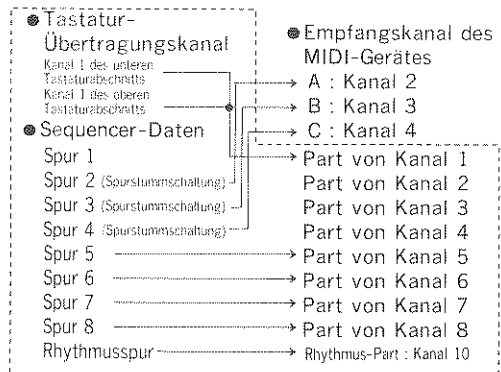 ● Tastatur-
Übertragungskanal
Kanal 1 des unteren
Tastaturabschnitts
Kanal 1 des oberen
Tastaturabschnitts
● Sequencer-Daten
Spur 1
Spur 2 (Spurstummschaltung)
Spur 3 (Spurstummschaltung)
Spur 4 (Spurstummschaltung)
Spur 5
Spur 6
Spur 7
Spur 8
Rhythmusspur
● Empfangskanal des
MIDI-Gerätes
A : Kanal 2
B : Kanal 3
C : Kanal 4
Part von Kanal 1
Part von Kanal 2
Part von Kanal 3
Part von Kanal 4
Part von Kanal 5
Part von Kanal 6
Part von Kanal 7
Part von Kanal 8
Rhythmus-Part : Kanal 10